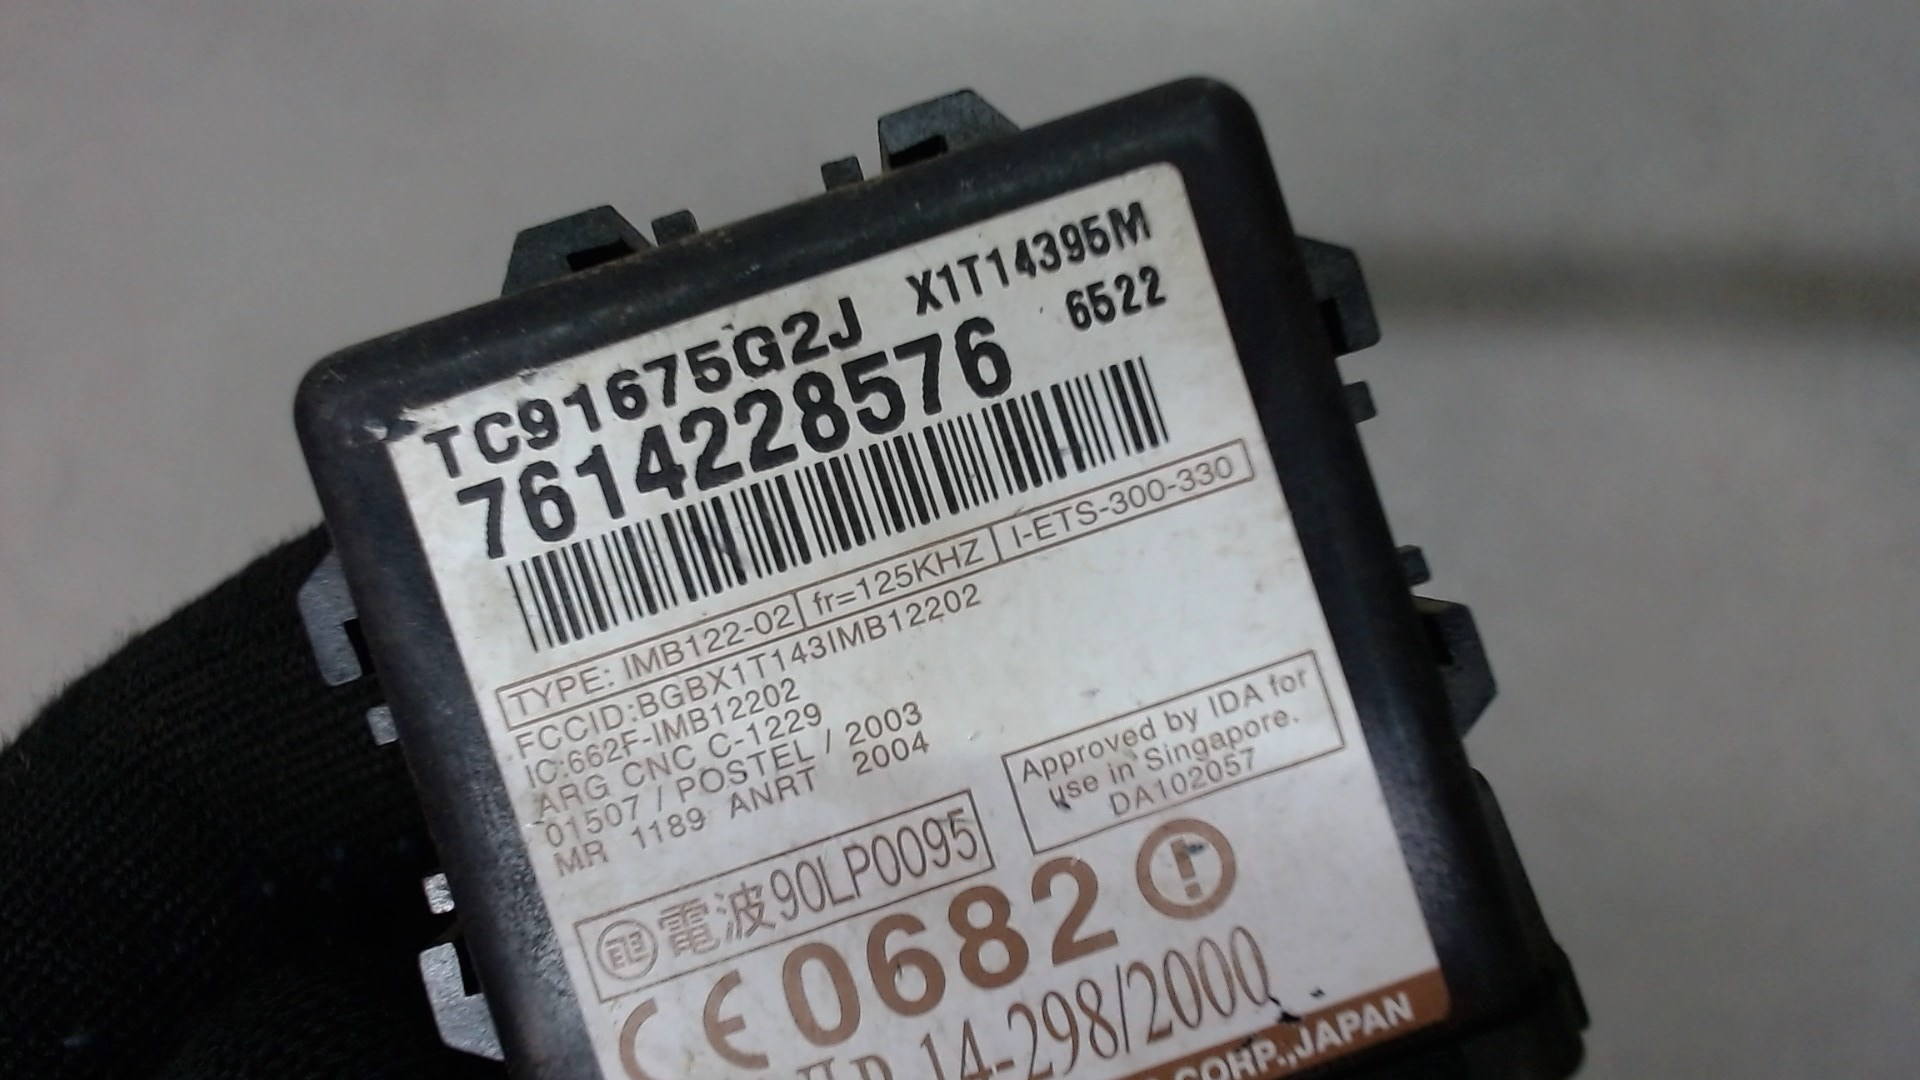 TC91675G2J X1T14395M
7614228576 6522
TYPE: IMB122-02 fr=125KHZ I-ETS-300-330
FCCID:BGBX1T143IMB12202
IC:662F-IMB12202
ARG CNC C-1229
01507 / POSTEL / 2003
MR 1189 ANRT 2004
Approved by IDA for
use in Singapore.
DA102057
電波90LP0095
CE 0682
14-298/2000
CORP.,JAPAN